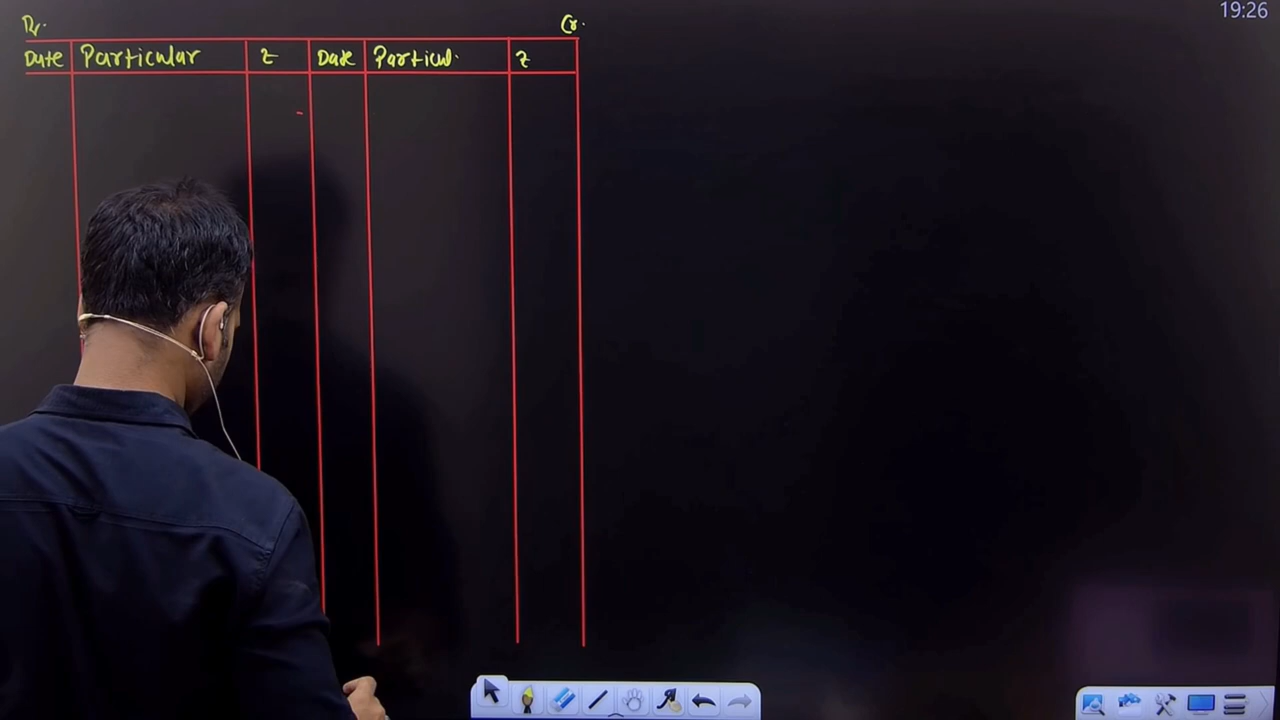 19:26
Dr. Cr.
Date Particular ₹ Date Particul. ₹